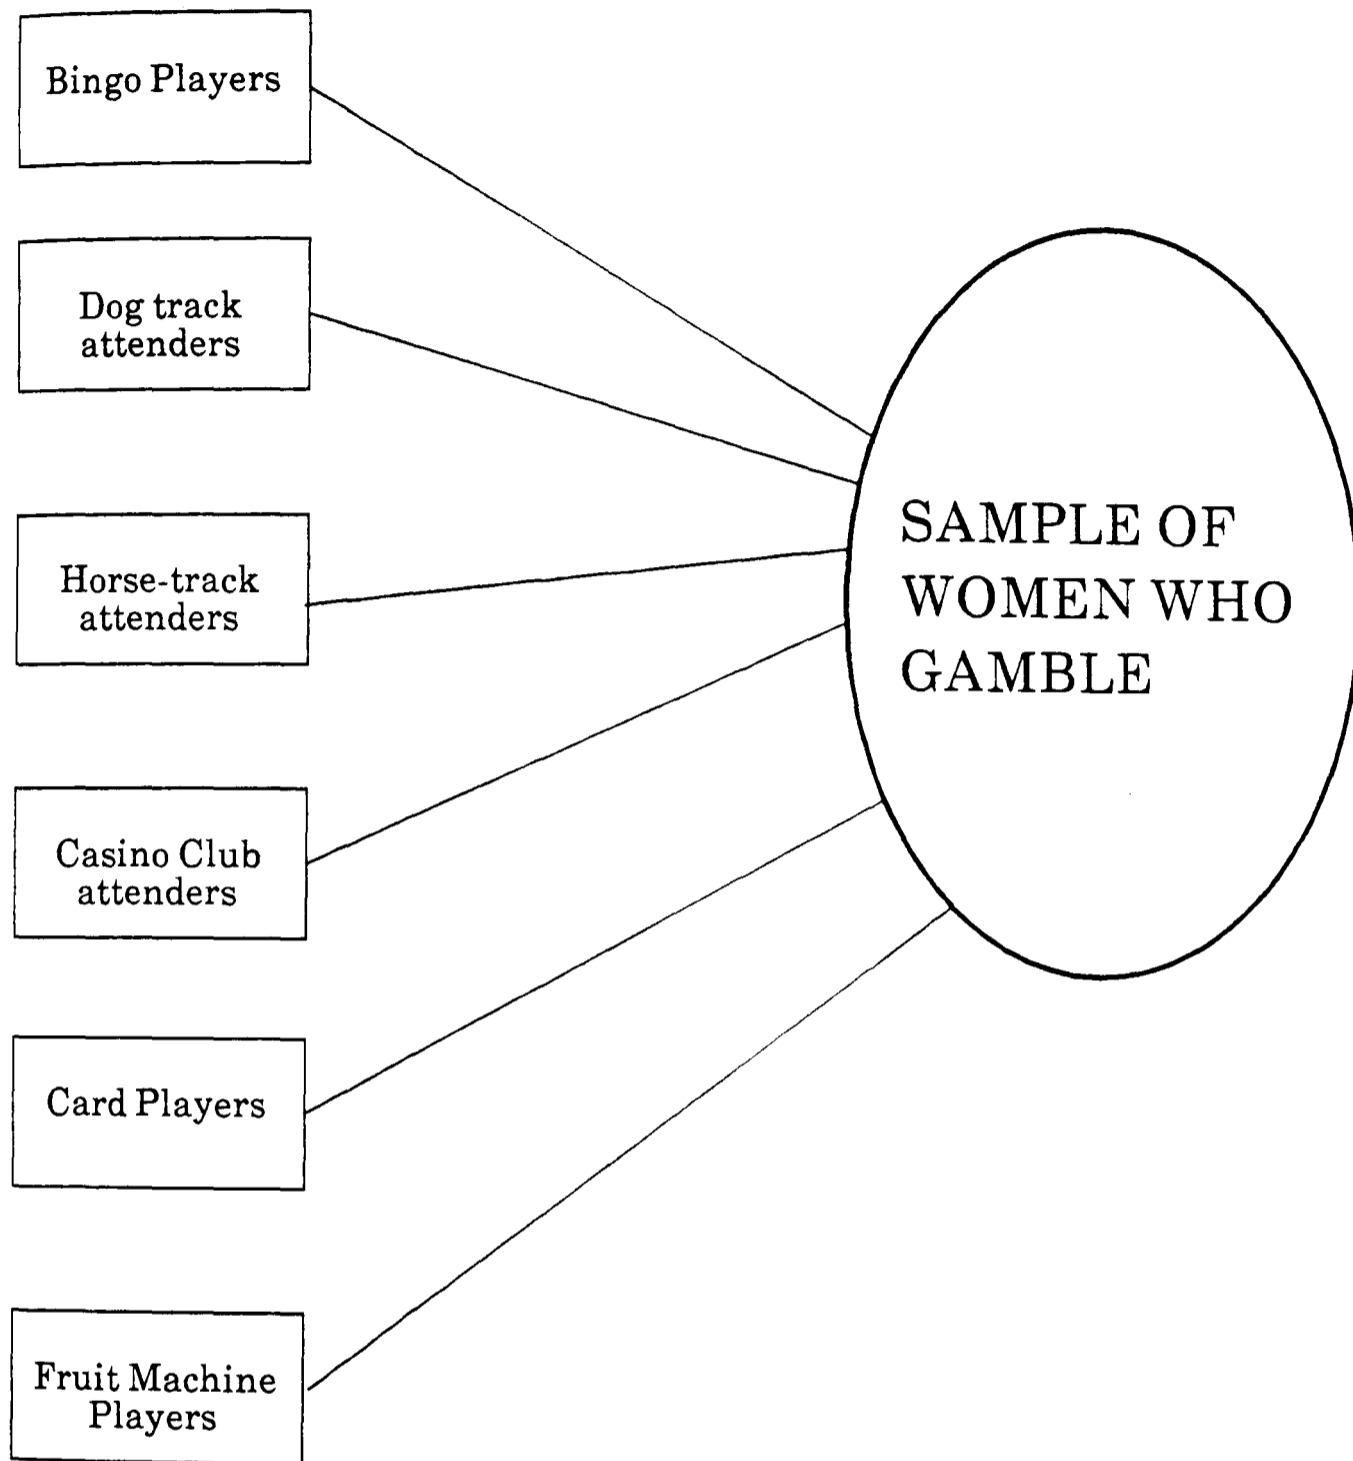 Bingo Players
Dog track
attenders
Horse-track
attenders
Casino Club
attenders
Card Players
Fruit Machine
Players
SAMPLE OF
WOMEN WHO
GAMBLE